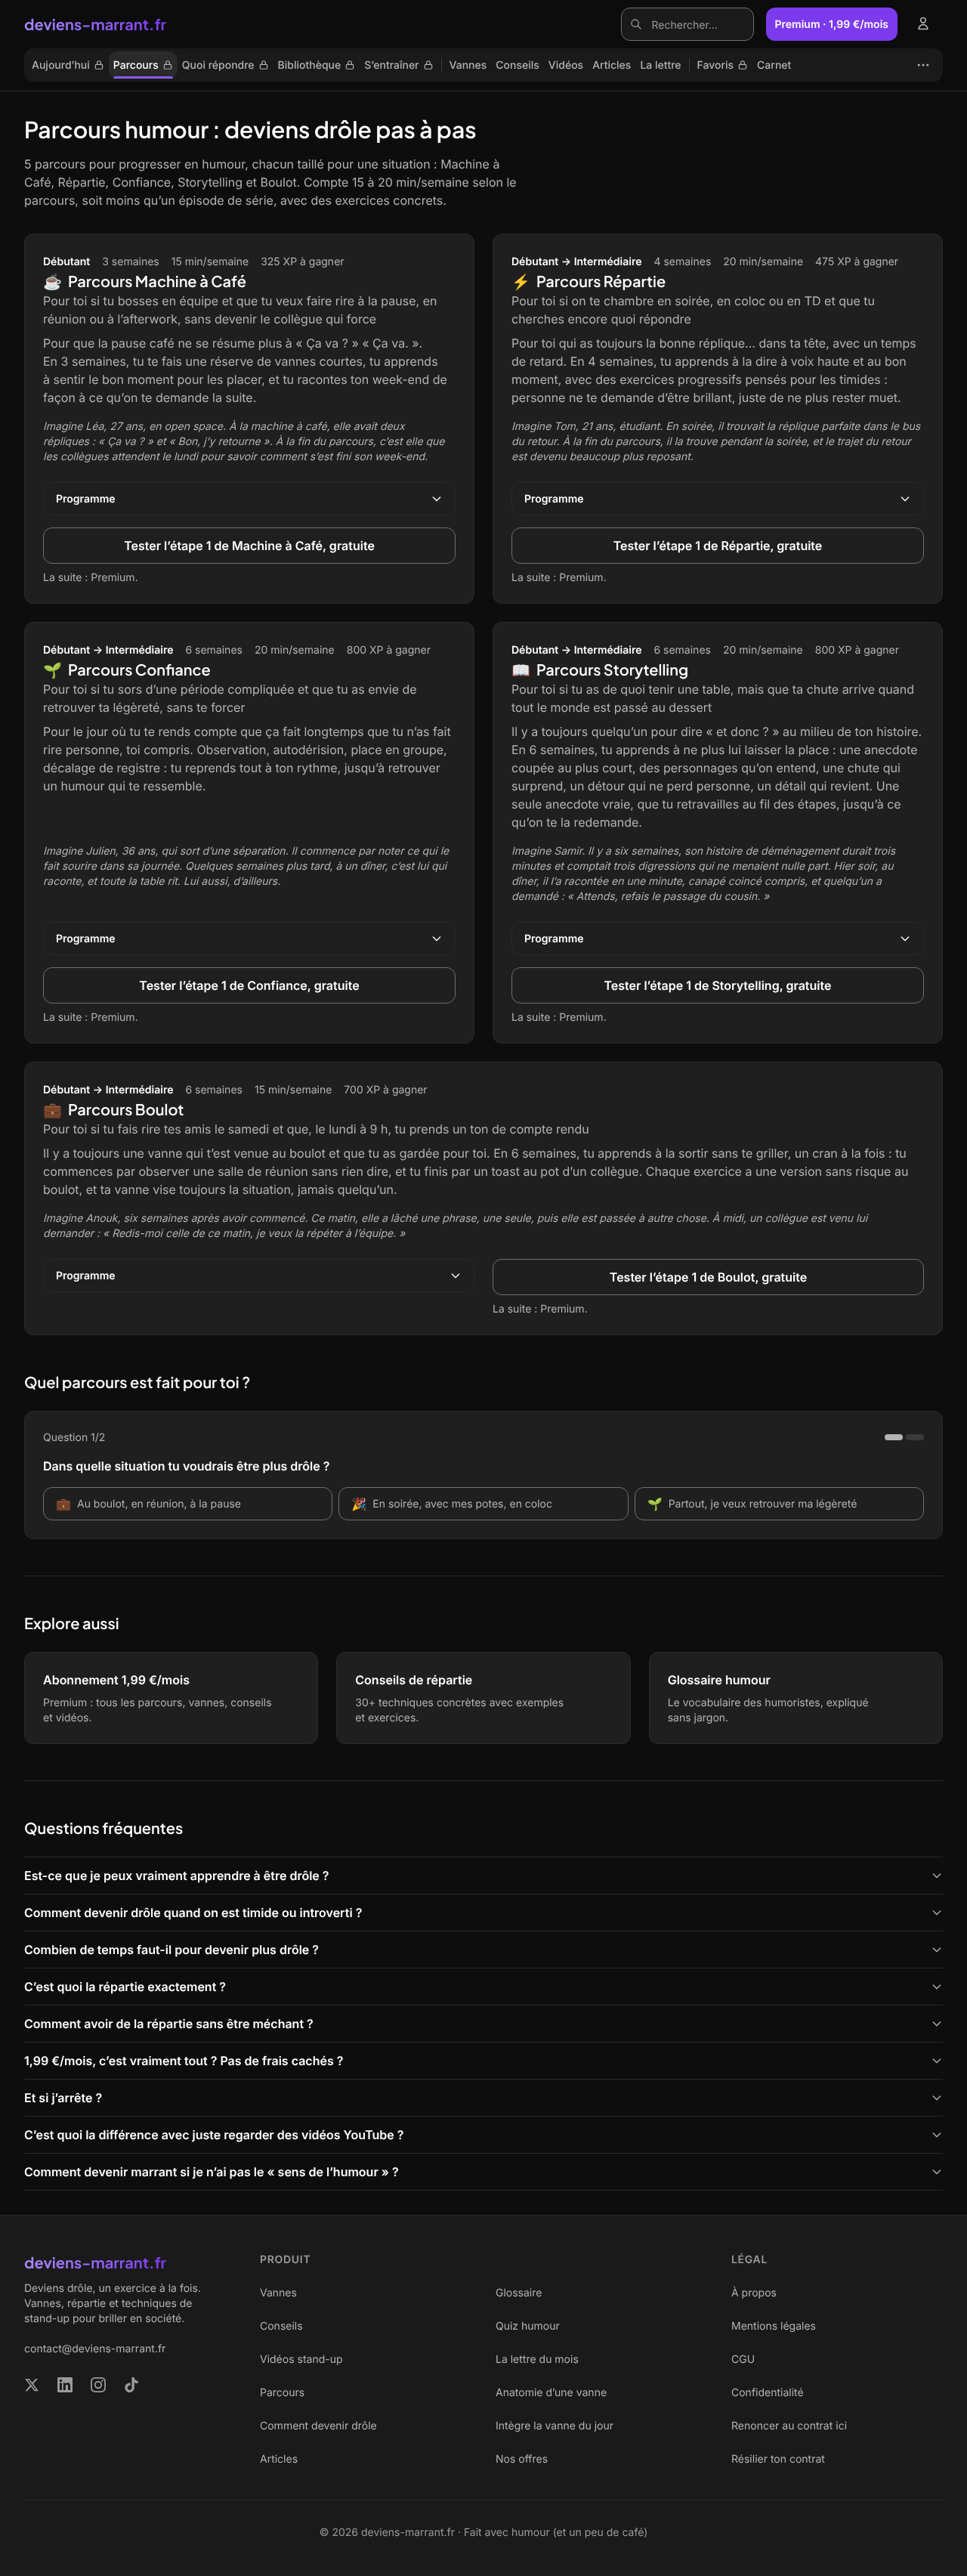 deviens-marrant.fr
Rechercher...
Premium · 1,99 €/mois
Aujourd’hui
Parcours
Quoi répondre
Bibliothèque
S’entraîner
Vannes
Conseils
Vidéos
Articles
La lettre
Favoris
Carnet
Parcours humour : deviens drôle pas à pas
5 parcours pour progresser en humour, chacun taillé pour une situation : Machine à
Café, Répartie, Confiance, Storytelling et Boulot. Compte 15 à 20 min/semaine selon le
parcours, soit moins qu’un épisode de série, avec des exercices concrets.
Débutant 3 semaines 15 min/semaine 325 XP à gagner
☕ Parcours Machine à Café
Pour toi si tu bosses en équipe et que tu veux faire rire à la pause, en
réunion ou à l’afterwork, sans devenir le collègue qui force
Pour que la pause café ne se résume plus à « Ça va ? » « Ça va. ».
En 3 semaines, tu te fais une réserve de vannes courtes, tu apprends
à sentir le bon moment pour les placer, et tu racontes ton week-end de
façon à ce qu’on te demande la suite.
Imagine Léa, 27 ans, en open space. À la machine à café, elle avait deux
répliques : « Ça va ? » et « Bon, j’y retourne ». À la fin du parcours, c’est elle que
les collègues attendent le lundi pour savoir comment s’est fini son week-end.
Programme
Tester l’étape 1 de Machine à Café, gratuite
La suite : Premium.
Débutant → Intermédiaire 4 semaines 20 min/semaine 475 XP à gagner
⚡ Parcours Répartie
Pour toi si on te chambre en soirée, en coloc ou en TD et que tu
cherches encore quoi répondre
Pour toi qui as toujours la bonne réplique… dans ta tête, avec un temps
de retard. En 4 semaines, tu apprends à la dire à voix haute et au bon
moment, avec des exercices progressifs pensés pour les timides :
personne ne te demande d’être brillant, juste de ne plus rester muet.
Imagine Tom, 21 ans, étudiant. En soirée, il trouvait la réplique parfaite dans le bus
du retour. À la fin du parcours, il la trouve pendant la soirée, et le trajet du retour
est devenu beaucoup plus reposant.
Programme
Tester l’étape 1 de Répartie, gratuite
La suite : Premium.
Débutant → Intermédiaire 6 semaines 20 min/semaine 800 XP à gagner
🌱 Parcours Confiance
Pour toi si tu sors d’une période compliquée et que tu as envie de
retrouver ta légèreté, sans te forcer
Pour le jour où tu te rends compte que ça fait longtemps que tu n’as fait
rire personne, toi compris. Observation, autodérision, place en groupe,
décalage de registre : tu reprends tout à ton rythme, jusqu’à retrouver
un humour qui te ressemble.
Imagine Julien, 36 ans, qui sort d’une séparation. Il commence par noter ce qui le
fait sourire dans sa journée. Quelques semaines plus tard, à un dîner, c’est lui qui
raconte, et toute la table rit. Lui aussi, d’ailleurs.
Programme
Tester l’étape 1 de Confiance, gratuite
La suite : Premium.
Débutant → Intermédiaire 6 semaines 20 min/semaine 800 XP à gagner
📖 Parcours Storytelling
Pour toi si tu as de quoi tenir une table, mais que ta chute arrive quand
tout le monde est passé au dessert
Il y a toujours quelqu’un pour dire « et donc ? » au milieu de ton histoire.
En 6 semaines, tu apprends à ne plus lui laisser la place : une anecdote
coupée au plus court, des personnages qu’on entend, une chute qui
surprend, un détour qui ne perd personne, un détail qui revient. Une
seule anecdote vraie, que tu retravailles au fil des étapes, jusqu’à ce
qu’on te la redemande.
Imagine Samir. Il y a six semaines, son histoire de déménagement durait trois
minutes et comptait trois digressions qui ne menaient nulle part. Hier soir, au
dîner, il l’a racontée en une minute, canapé coincé compris, et quelqu’un a
demandé : « Attends, refais le passage du cousin. »
Programme
Tester l’étape 1 de Storytelling, gratuite
La suite : Premium.
Débutant → Intermédiaire 6 semaines 15 min/semaine 700 XP à gagner
💼 Parcours Boulot
Pour toi si tu fais rire tes amis le samedi et que, le lundi à 9 h, tu prends un ton de compte rendu
Il y a toujours une vanne qui t’est venue au boulot et que tu as gardée pour toi. En 6 semaines, tu apprends à la sortir sans te griller, un cran à la fois : tu
commences par observer une salle de réunion sans rien dire, et tu finis par un toast au pot d’un collègue. Chaque exercice a une version sans risque au
boulot, et ta vanne vise toujours la situation, jamais quelqu’un.
Imagine Anouk, six semaines après avoir commencé. Ce matin, elle a lâché une phrase, une seule, puis elle est passée à autre chose. À midi, un collègue est venu lui
demander : « Redis-moi celle de ce matin, je veux la répéter à l’équipe. »
Programme
Tester l’étape 1 de Boulot, gratuite
La suite : Premium.
Quel parcours est fait pour toi ?
Question 1/2
Dans quelle situation tu voudrais être plus drôle ?
💼 Au boulot, en réunion, à la pause
🎉 En soirée, avec mes potes, en coloc
🌱 Partout, je veux retrouver ma légèreté
Explore aussi
Abonnement 1,99 €/mois
Premium : tous les parcours, vannes, conseils
et vidéos.
Conseils de répartie
30+ techniques concrètes avec exemples
et exercices.
Glossaire humour
Le vocabulaire des humoristes, expliqué
sans jargon.
Questions fréquentes
Est-ce que je peux vraiment apprendre à être drôle ?
Comment devenir drôle quand on est timide ou introverti ?
Combien de temps faut-il pour devenir plus drôle ?
C’est quoi la répartie exactement ?
Comment avoir de la répartie sans être méchant ?
1,99 €/mois, c’est vraiment tout ? Pas de frais cachés ?
Et si j’arrête ?
C’est quoi la différence avec juste regarder des vidéos YouTube ?
Comment devenir marrant si je n’ai pas le « sens de l’humour » ?
deviens-marrant.fr
Deviens drôle, un exercice à la fois.
Vannes, répartie et techniques de
stand-up pour briller en société.
contact@deviens-marrant.fr
PRODUIT
Vannes
Conseils
Vidéos stand-up
Parcours
Comment devenir drôle
Articles
Glossaire
Quiz humour
La lettre du mois
Anatomie d’une vanne
Intègre la vanne du jour
Nos offres
LÉGAL
À propos
Mentions légales
CGU
Confidentialité
Renoncer au contrat ici
Résilier ton contrat
© 2026 deviens-marrant.fr · Fait avec humour (et un peu de café)